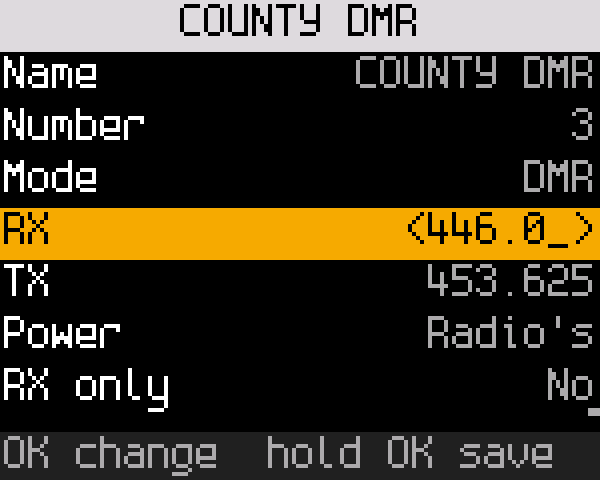 COUNTY DMR
Name COUNTY DMR
Number 3
Mode DMR
RX <446.0_>
TX 453.625
Power Radio's
RX only No
OK change hold OK save